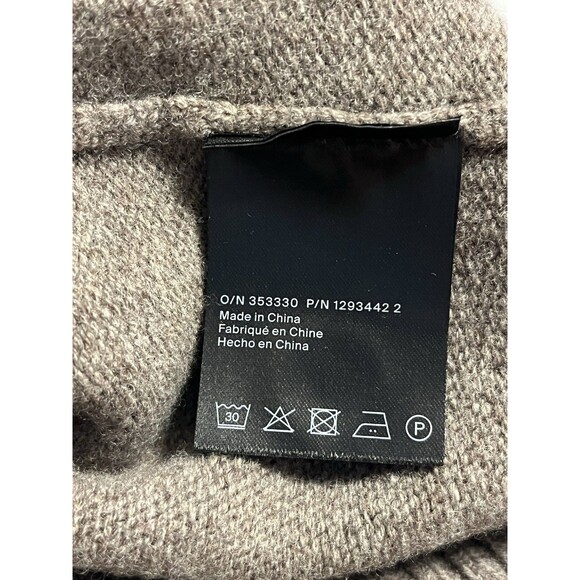 O/N 353330 P/N 1293442 2
Made in China
Fabriqué en Chine
Hecho en China
30 P